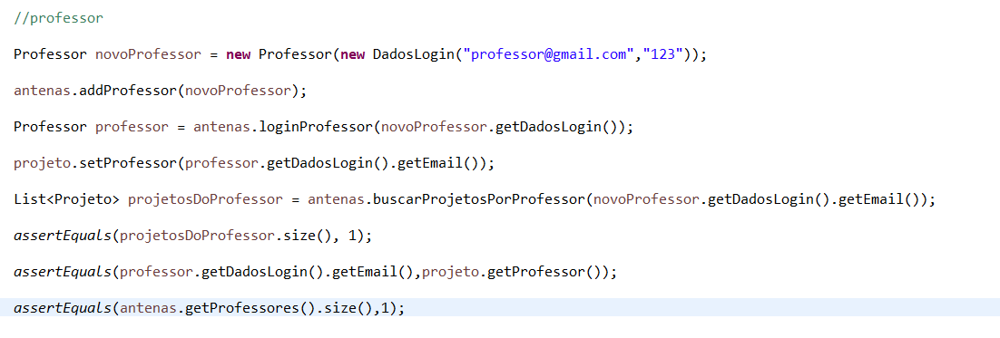 //professor
Professor novoProfessor = new Professor(new DadosLogin("professor@gmail.com","123"));
antenas.addProfessor(novoProfessor);
Professor professor = antenas.loginProfessor(novoProfessor.getDadosLogin());
projeto.setProfessor(professor.getDadosLogin().getEmail());
List<Projeto> projetosDoProfessor = antenas.buscarProjetosPorProfessor(novoProfessor.getDadosLogin().getEmail());
assertEquals(projetosDoProfessor.size(), 1);
assertEquals(professor.getDadosLogin().getEmail(),projeto.getProfessor());
assertEquals(antenas.getProfessores().size(),1);